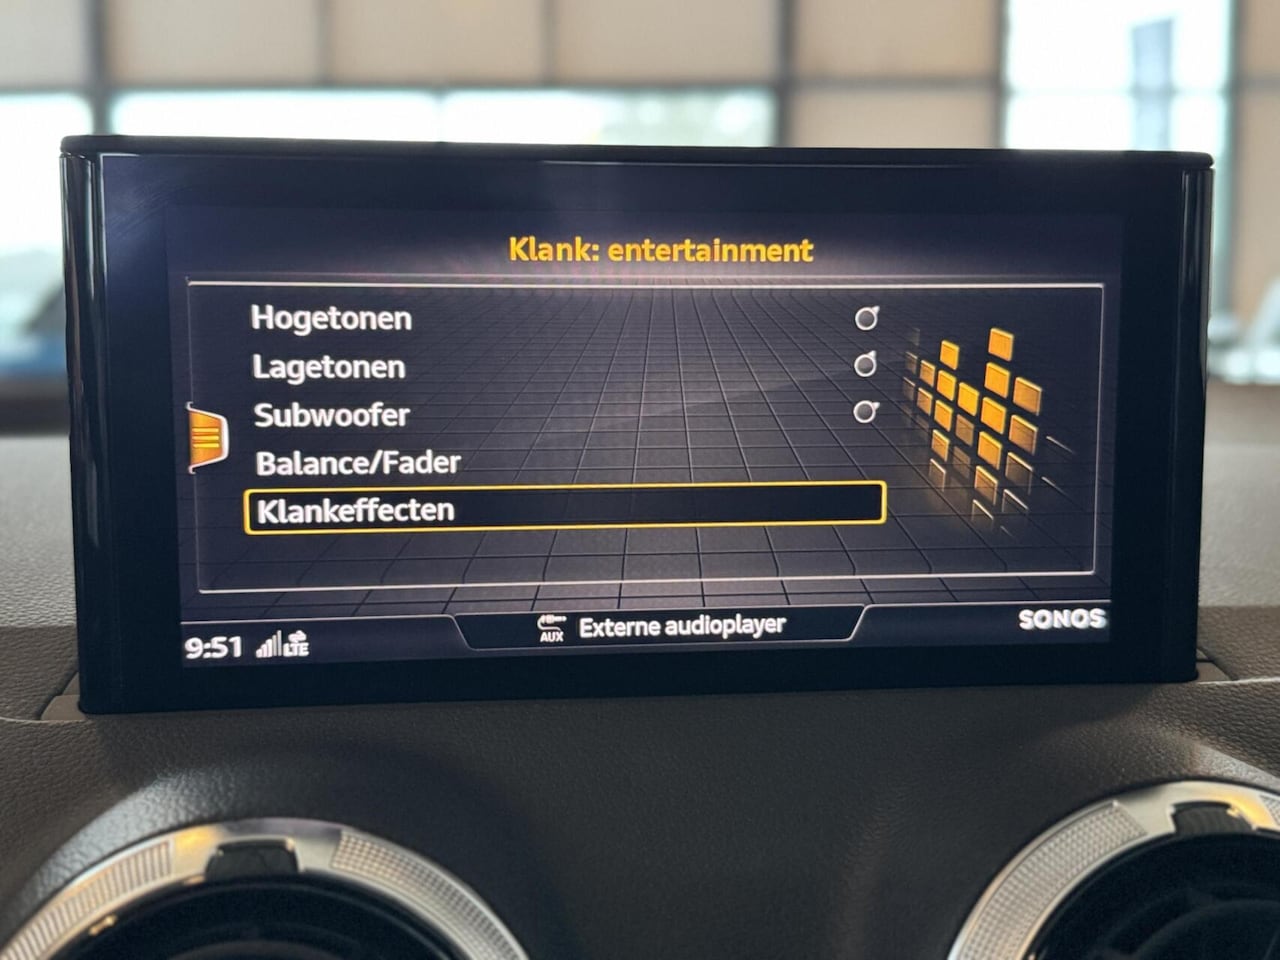 Klank: entertainment
Hogetonen
Lagetonen
Subwoofer
Balance/Fader
Klankeffecten
9:51 LTE
AUX Externe audioplayer
SONOS